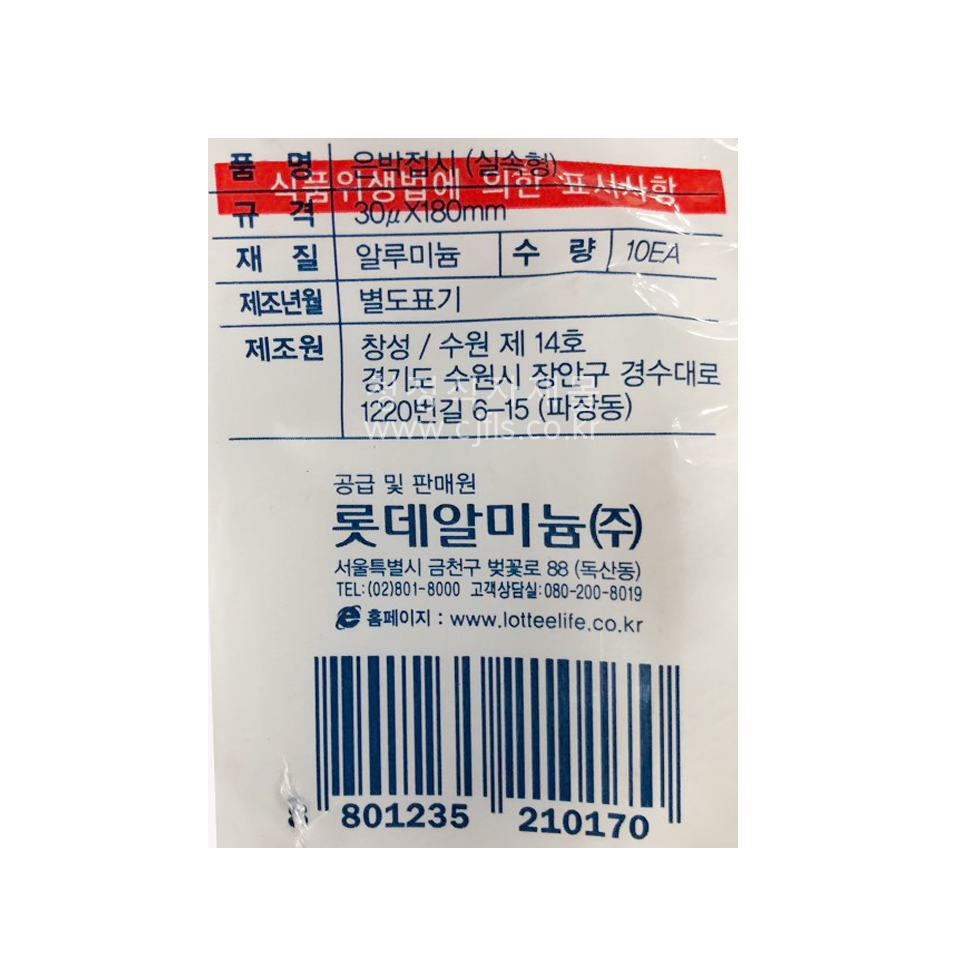 품 명 은박접시 (실속형)
식품위생법에 의한 표시사항
규 격 30μX180mm
재 질 알루미늄 수 량 10EA
제조년월 별도표기
제조원 창성 / 수원 제 14호
경기도 수원시 장안구 경수대로
1220번길 6-15 (파장동)
www.cjfls.co.kr
공급 및 판매원
롯데알미늄(주)
서울특별시 금천구 벚꽃로 88 (독산동)
TEL:(02)801-8000 고객상담실:080-200-8019
홈페이지 : www.lotteelife.co.kr
8 801235 210170